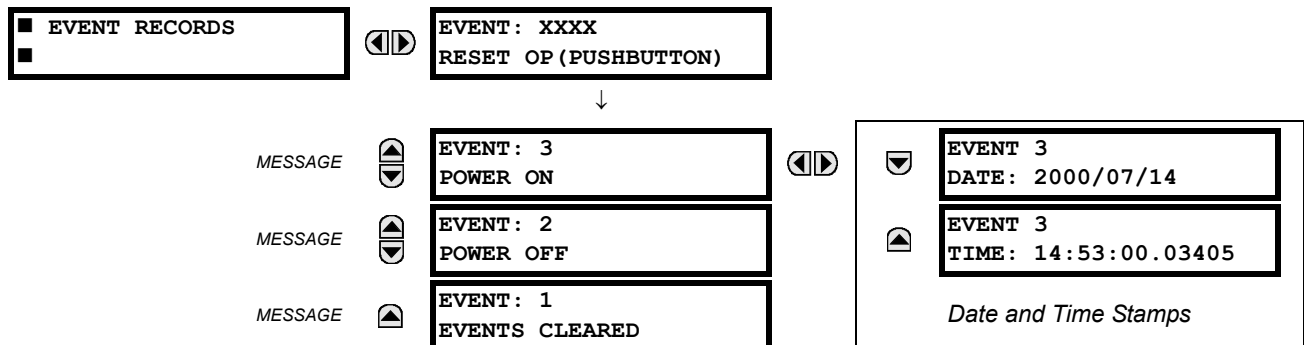 ■ EVENT RECORDS
■
EVENT: XXXX
RESET OP(PUSHBUTTON)
↓
MESSAGE
EVENT: 3
POWER ON
EVENT 3
DATE: 2000/07/14
MESSAGE
EVENT: 2
POWER OFF
EVENT 3
TIME: 14:53:00.03405
MESSAGE
EVENT: 1
EVENTS CLEARED
Date and Time Stamps